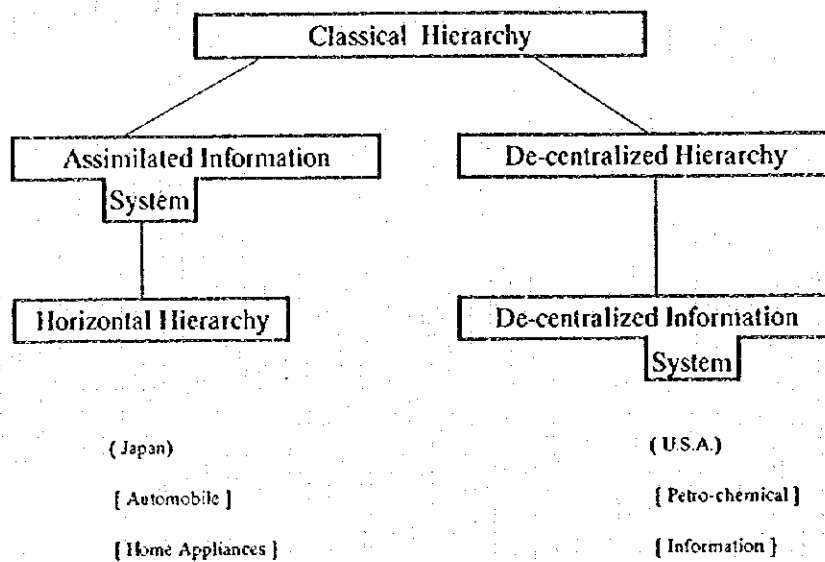 Classical Hierarchy
Assimilated Information
System
De-centralized Hierarchy
Horizontal Hierarchy
De-centralized Information
System
( Japan)
[ Automobile ]
[ Home Appliances ]
( U.S.A.)
[ Petro-chemical ]
[ Information ]